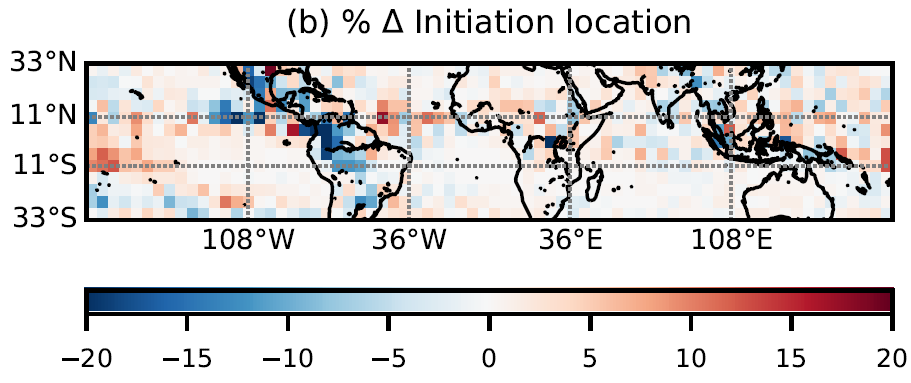 (b) % Δ Initiation location
33°N
11°N
11°S
33°S
108°W 36°W 36°E 108°E
−20 −15 −10 −5 0 5 10 15 20